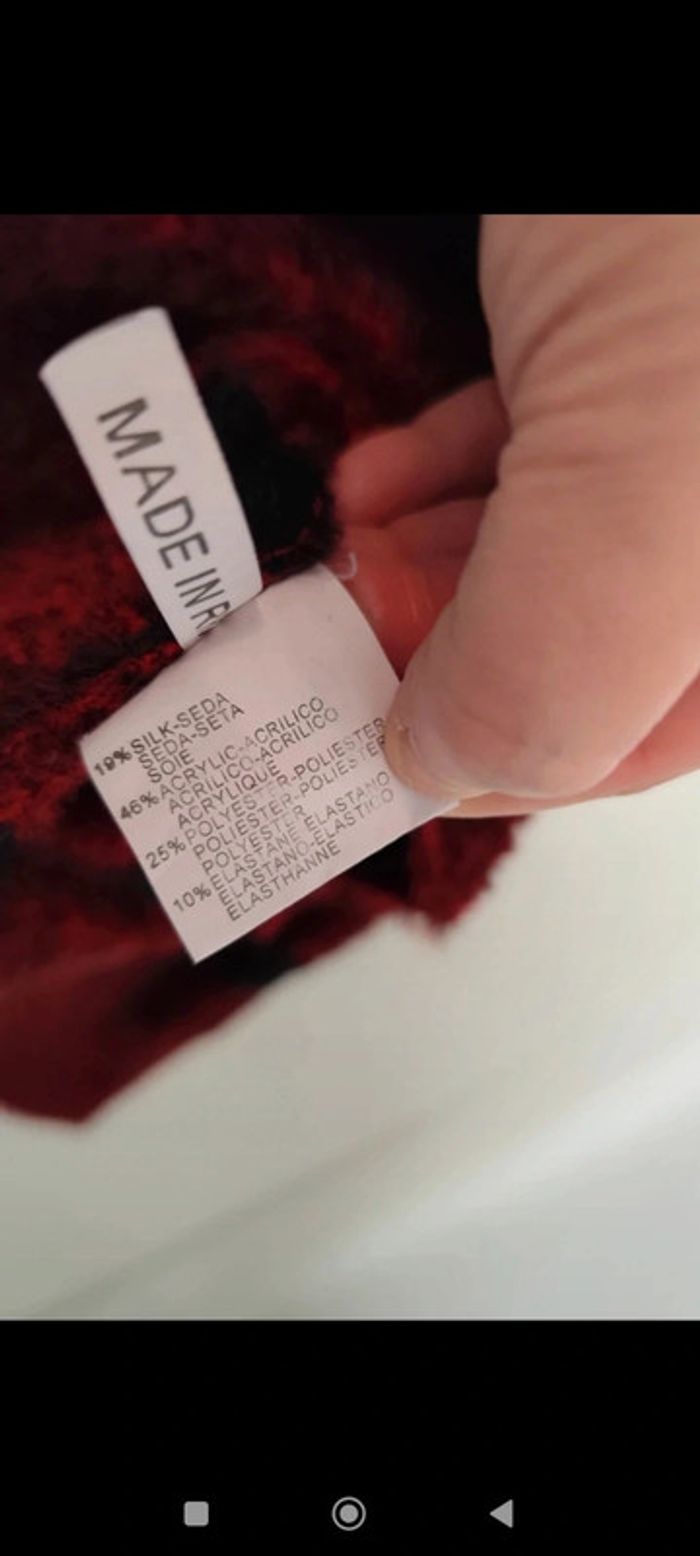 MADE IN
19% SILK-SEDA
SEDA-SETA
SOIE
46% ACRYLIC-ACRILICO
ACRILICO-ACRILICO
ACRYLIQUE
25% POLYESTER-POLIESTER
POLIESTER-POLIESTER
POLYESTER
10% ELASTANE ELASTANO
ELASTANO-ELASTICO
ELASTHANNE